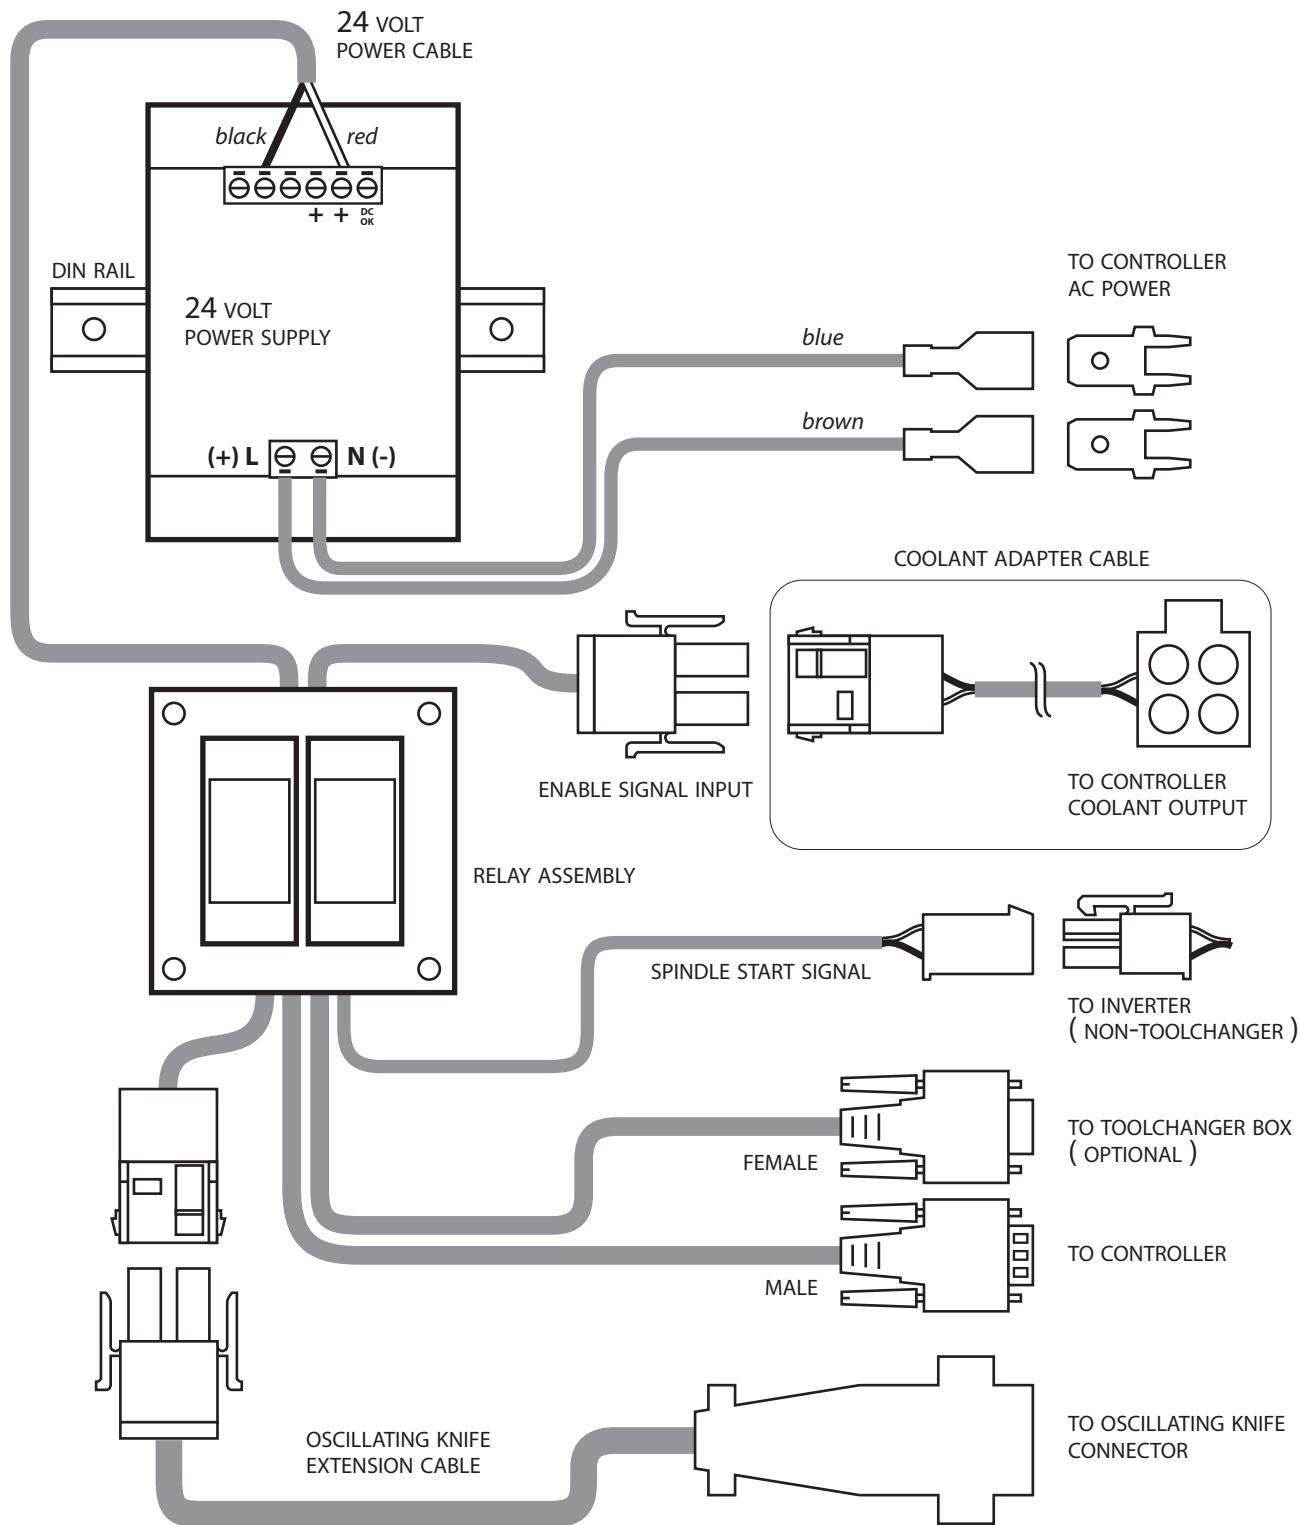 24 VOLT
POWER CABLE
black
red
+ +
DC
OK
DIN RAIL
24 VOLT
POWER SUPPLY
(+) L
N (-)
TO CONTROLLER
AC POWER
blue
brown
COOLANT ADAPTER CABLE
ENABLE SIGNAL INPUT
TO CONTROLLER
COOLANT OUTPUT
RELAY ASSEMBLY
SPINDLE START SIGNAL
TO INVERTER
( NON-TOOLCHANGER )
FEMALE
TO TOOLCHANGER BOX
( OPTIONAL )
MALE
TO CONTROLLER
OSCILLATING KNIFE
EXTENSION CABLE
TO OSCILLATING KNIFE
CONNECTOR